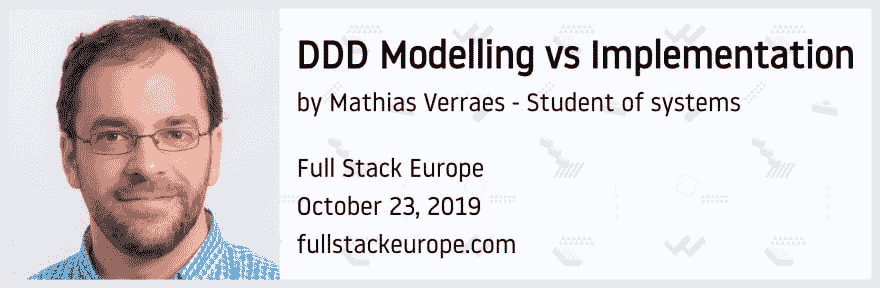 DDD Modelling vs Implementation
by Mathias Verraes - Student of systems
Full Stack Europe
October 23, 2019
fullstackeurope.com